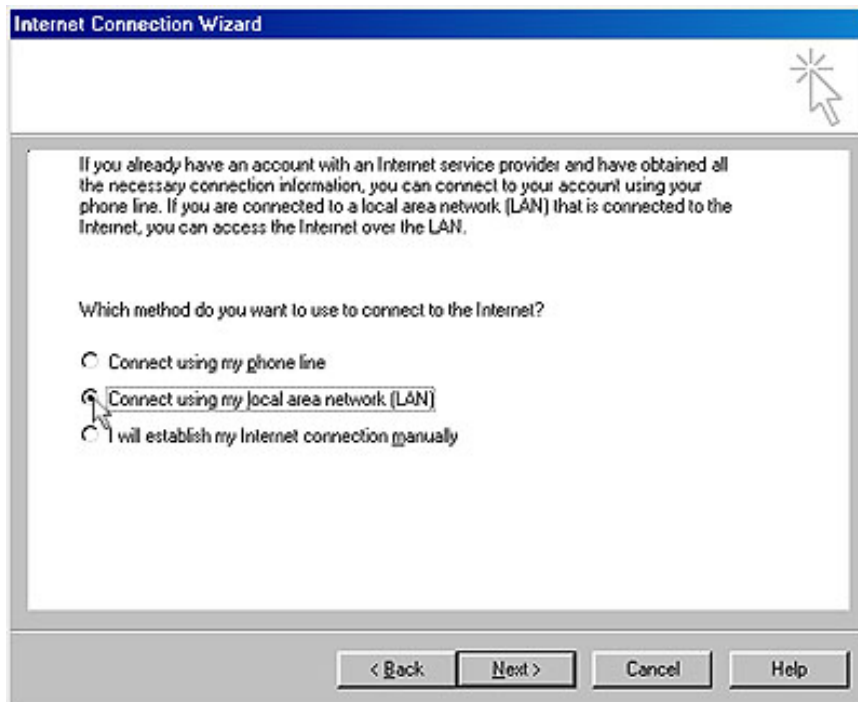 Internet Connection Wizard
If you already have an account with an Internet service provider and have obtained all
the necessary connection information, you can connect to your account using your
phone line. If you are connected to a local area network (LAN) that is connected to the
Internet, you can access the Internet over the LAN.
Which method do you want to use to connect to the Internet?
Connect using my phone line
Connect using my local area network (LAN)
I will establish my Internet connection manually
< Back Next > Cancel Help